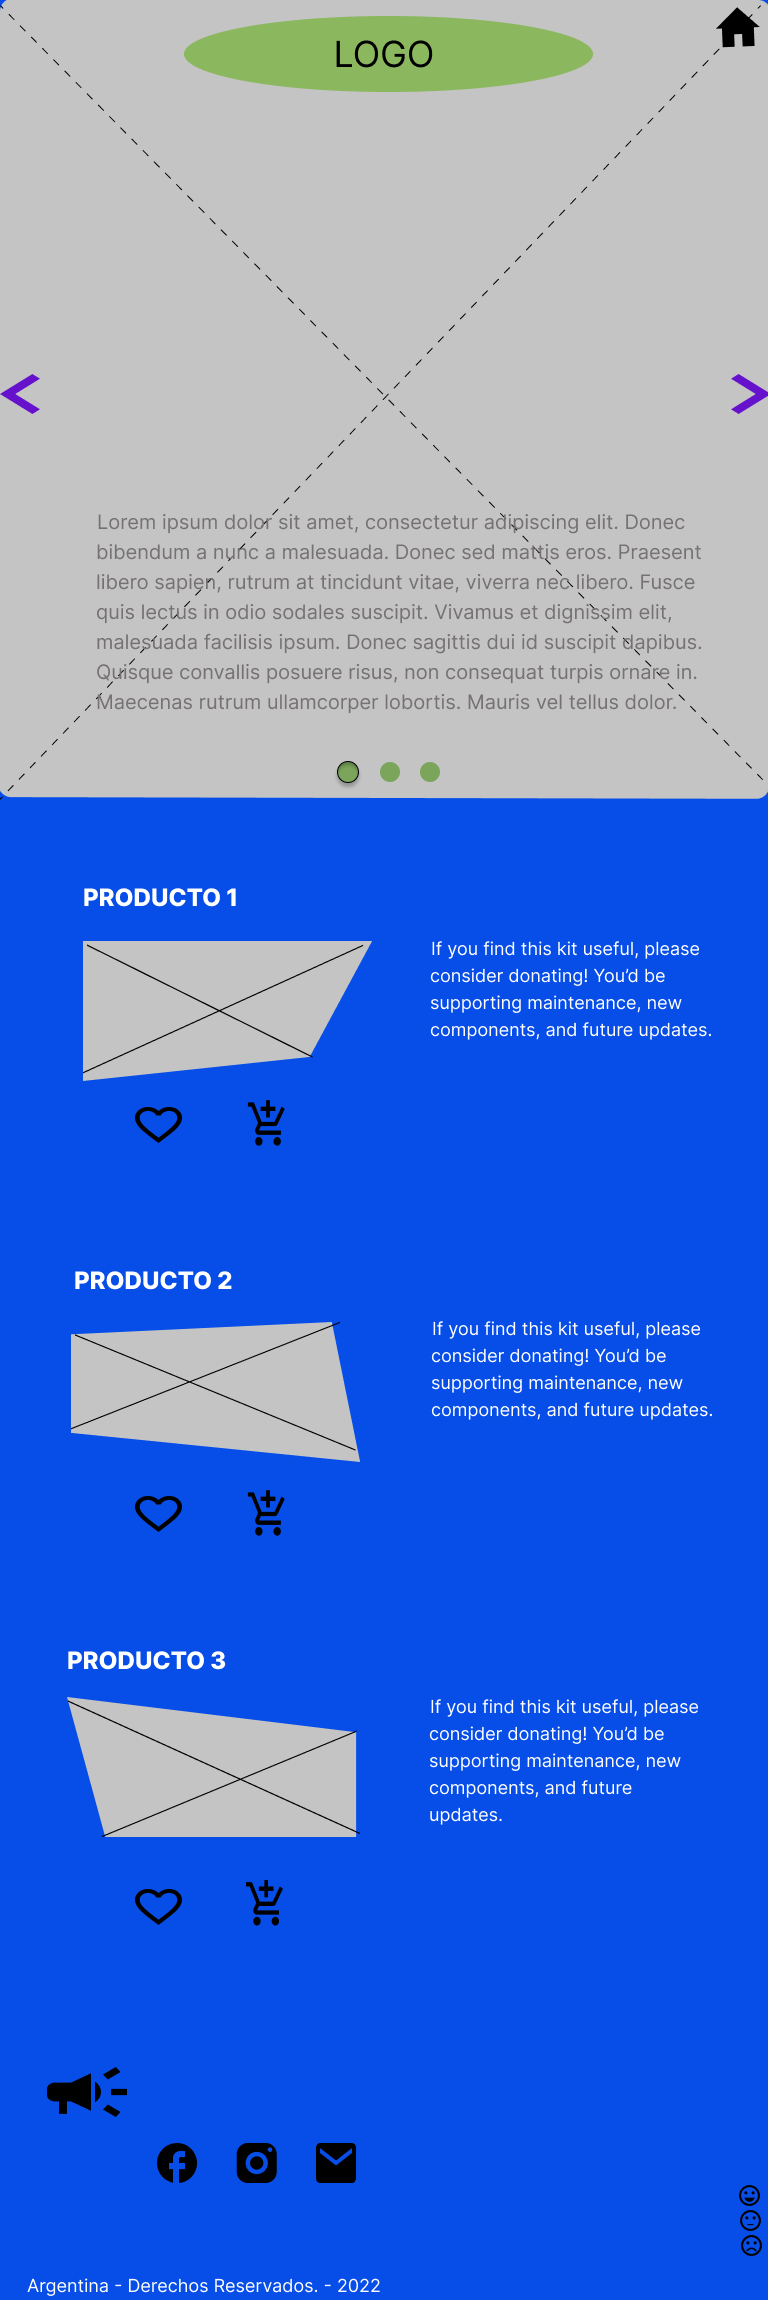 LOGO
Lorem ipsum dolor sit amet, consectetur adipiscing elit. Donec
bibendum a nunc a malesuada. Donec sed mattis eros. Praesent
libero sapien, rutrum at tincidunt vitae, viverra nec libero. Fusce
quis lectus in odio sodales suscipit. Vivamus et dignissim elit,
malesuada facilisis ipsum. Donec sagittis dui id suscipit dapibus.
Quisque convallis posuere risus, non consequat turpis ornare in.
Maecenas rutrum ullamcorper lobortis. Mauris vel tellus dolor.
PRODUCTO 1
If you find this kit useful, please
consider donating! You’d be
supporting maintenance, new
components, and future updates.
PRODUCTO 2
If you find this kit useful, please
consider donating! You’d be
supporting maintenance, new
components, and future updates.
PRODUCTO 3
If you find this kit useful, please
consider donating! You’d be
supporting maintenance, new
components, and future
updates.
Argentina - Derechos Reservados. - 2022